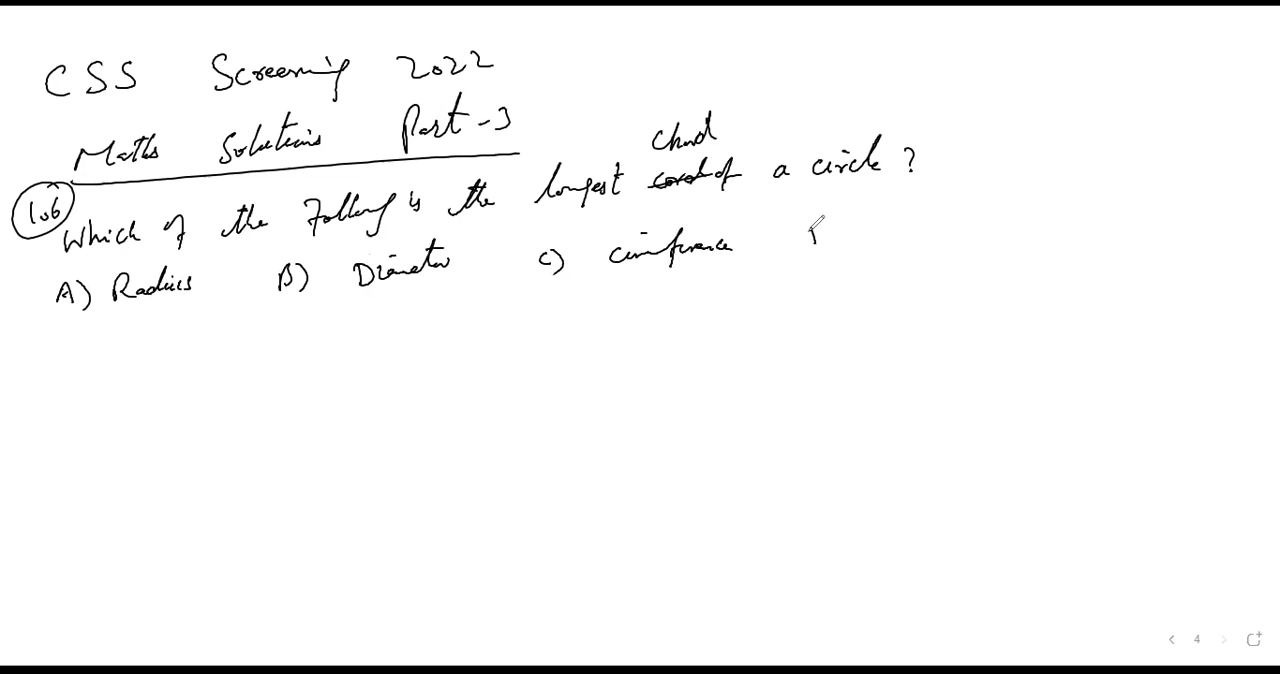 CSS Screening 2022
Maths Solutions Part-3
106 Which of the Following is the longest chord of a circle?
A) Radius B) Diameter C) circumference
4